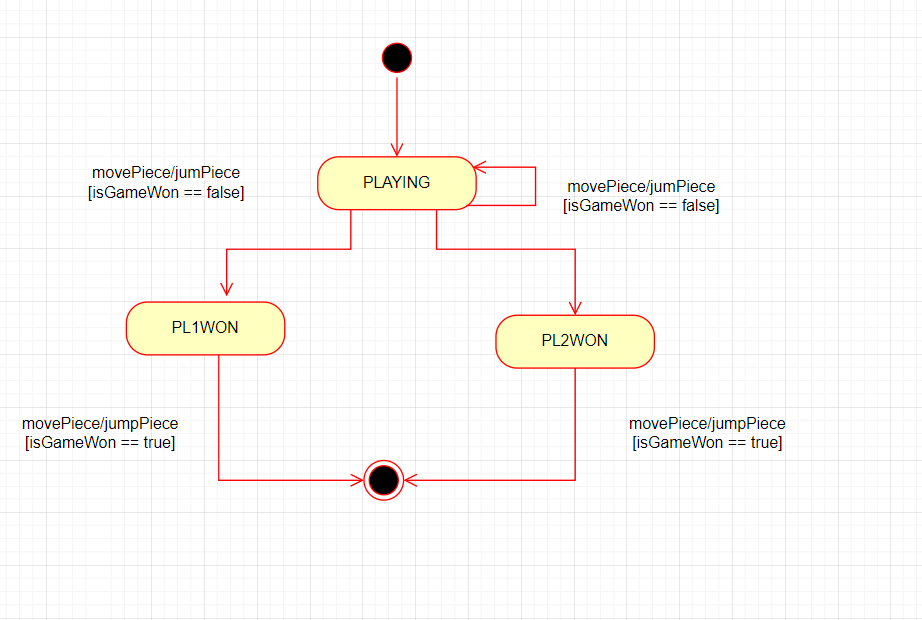 movePiece/jumPiece
[isGameWon == false]
PLAYING
movePiece/jumPiece
[isGameWon == false]
PL1WON
PL2WON
movePiece/jumpPiece
[isGameWon == true]
movePiece/jumpPiece
[isGameWon == true]